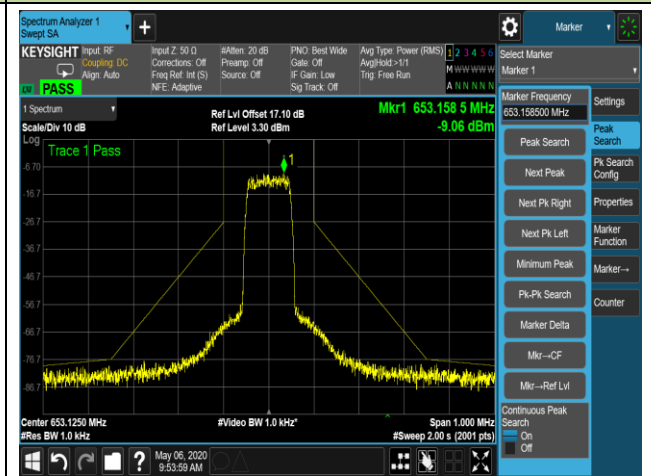 Spectrum Analyzer 1
Swept SA
+
Marker
KEYSIGHT
Input: RF
Coupling: DC
Align: Auto
PASS
Input Z: 50 Ω
Corrections: Off
Freq Ref: Int (S)
NFE: Adaptive
#Atten: 20 dB
Preamp: Off
Source: Off
PNO: Best Wide
Gate: Off
IF Gain: Low
Sig Track: Off
Avg Type: Power (RMS)
Avg|Hold:>1/1
Trig: Free Run
1 2 3 4 5 6
M W W W W W
A N N N N N
Select Marker
Marker 1
1 Spectrum
Scale/Div 10 dB
Ref Lvl Offset 17.10 dB
Ref Level 3.30 dBm
Mkr1 653.158 5 MHz
-9.06 dBm
Log
Trace 1 Pass
1
-6.70
-16.7
-26.7
-36.7
-46.7
-56.7
-66.7
-76.7
-86.7
Center 653.1250 MHz
#Res BW 1.0 kHz
#Video BW 1.0 kHz*
Span 1.000 MHz
#Sweep 2.00 s (2001 pts)
Marker Frequency
653.158500 MHz
Peak Search
Next Peak
Next Pk Right
Next Pk Left
Minimum Peak
Pk-Pk Search
Marker Delta
Mkr→CF
Mkr→Ref Lvl
Continuous Peak
Search
On
Off
Settings
Peak
Search
Pk Search
Config
Properties
Marker
Function
Marker→
Counter
?
May 06, 2020
9:53:59 AM